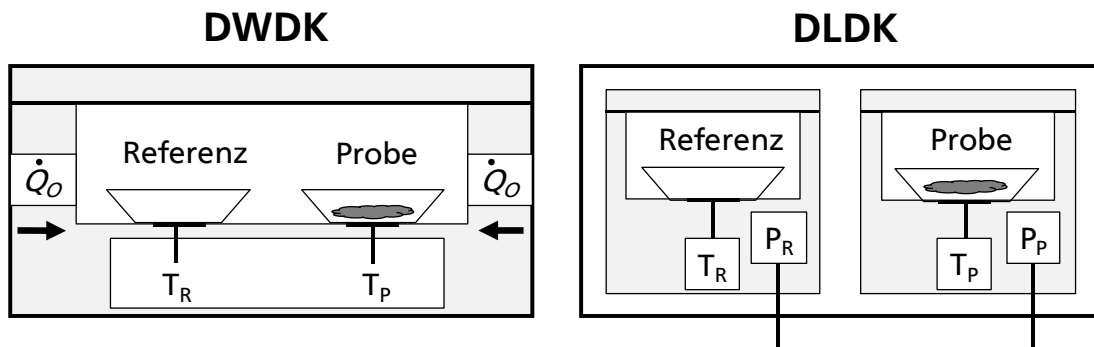 DWDK
DLDK
Referenz Probe
Q̇O Q̇O
TR TP
Referenz
TR PR
Probe
TP PP